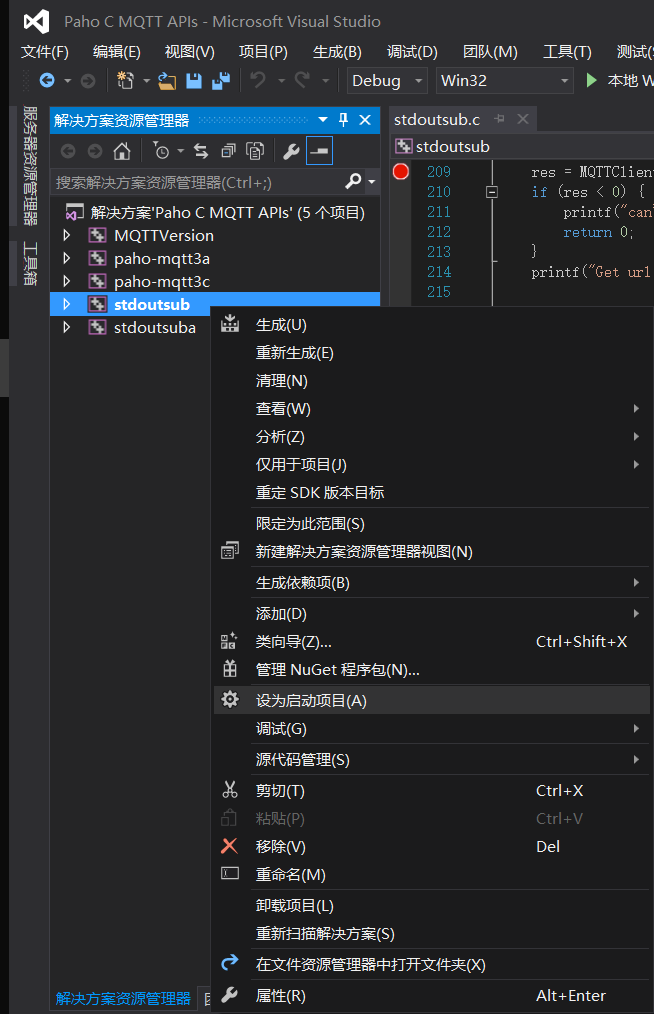 Paho C MQTT APIs - Microsoft Visual Studio
文件(F) 编辑(E) 视图(V) 项目(P) 生成(B) 调试(D) 团队(M) 工具(T) 测试(S
Debug Win32 本地 W
服务器资源管理器
工具箱
解决方案资源管理器
搜索解决方案资源管理器(Ctrl+;)
解决方案'Paho C MQTT APIs' (5 个项目)
MQTTVersion
paho-mqtt3a
paho-mqtt3c
stdoutsub
stdoutsuba
stdoutsub.c
stdoutsub
209 res = MQTTClient
210 if (res < 0) {
211 printf("can'
212 return 0;
213 }
214 printf("Get url
215
生成(U)
重新生成(E)
清理(N)
查看(W)
分析(Z)
仅用于项目(J)
重定 SDK 版本目标
限定为此范围(S)
新建解决方案资源管理器视图(N)
生成依赖项(B)
添加(D)
类向导(Z)... Ctrl+Shift+X
管理 NuGet 程序包(N)...
设为启动项目(A)
调试(G)
源代码管理(S)
剪切(T) Ctrl+X
粘贴(P) Ctrl+V
移除(V) Del
重命名(M)
卸载项目(L)
重新扫描解决方案(S)
在文件资源管理器中打开文件夹(X)
属性(R) Alt+Enter
解决方案资源管理器